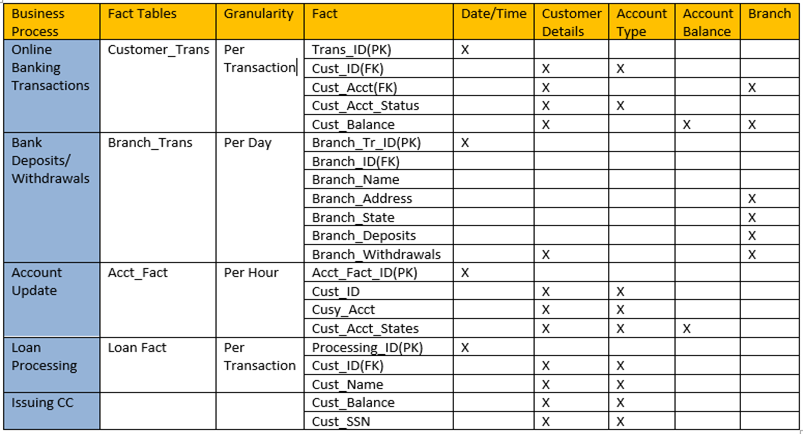 Business Process | Fact Tables | Granularity | Fact | Date/Time | Customer Details | Account Type | Account Balance | Branch
Online Banking Transactions | Customer_Trans | Per Transaction | Trans_ID(PK) | X | | | |
| | | Cust_ID(FK) | | X | X | |
| | | Cust_Acct(FK) | | X | | | X
| | | Cust_Acct_Status | | X | X | |
| | | Cust_Balance | | X | | X | X
Bank Deposits/ Withdrawals | Branch_Trans | Per Day | Branch_Tr_ID(PK) | X | | | |
| | | Branch_ID(FK) | | | | |
| | | Branch_Name | | | | |
| | | Branch_Address | | | | | X
| | | Branch_State | | | | | X
| | | Branch_Deposits | | | | | X
| | | Branch_Withdrawals | | X | | | X
Account Update | Acct_Fact | Per Hour | Acct_Fact_ID(PK) | X | | | |
| | | Cust_ID | | X | X | |
| | | Cusy_Acct | | X | X | |
| | | Cust_Acct_States | | X | X | X |
Loan Processing | Loan Fact | Per Transaction | Processing_ID(PK) | X | | | |
| | | Cust_ID(FK) | | X | X | |
| | | Cust_Name | | X | X | |
Issuing CC | | | Cust_Balance | | X | X | |
| | | Cust_SSN | | X | X | |